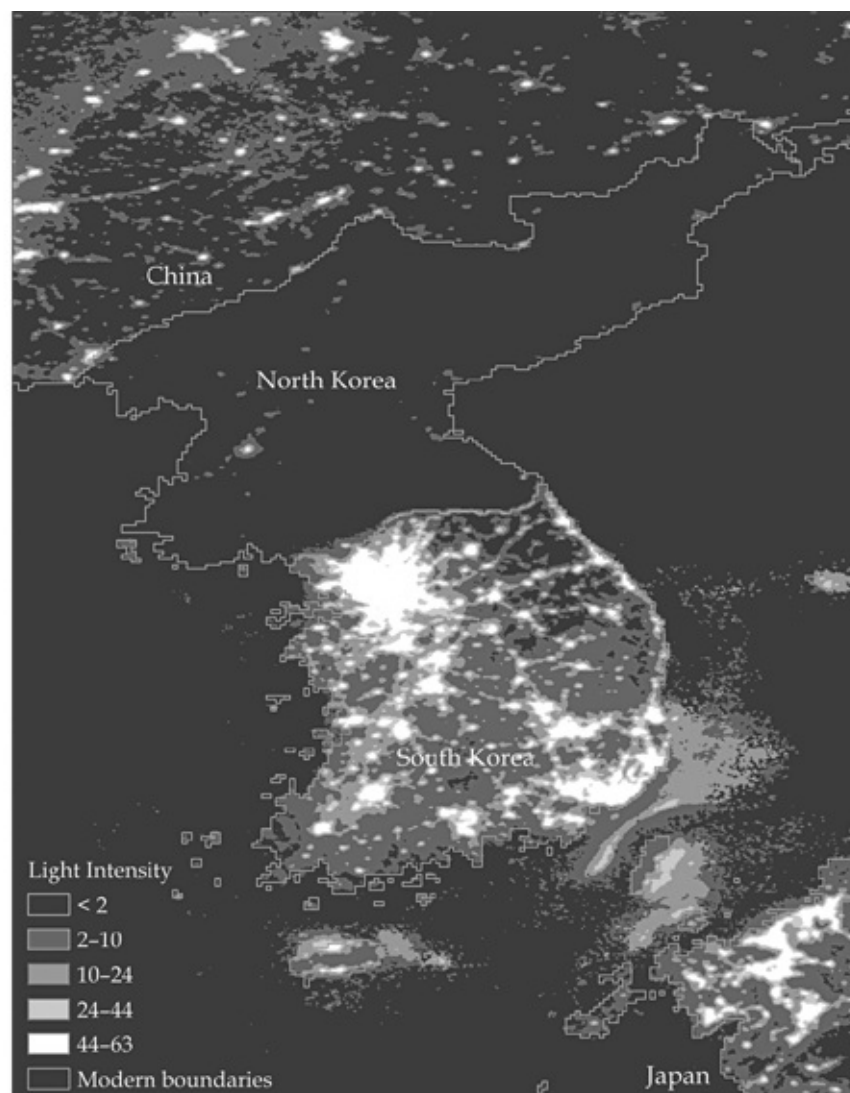 China
North Korea
South Korea
Light Intensity
< 2
2–10
10–24
24–44
44–63
Modern boundaries
Japan